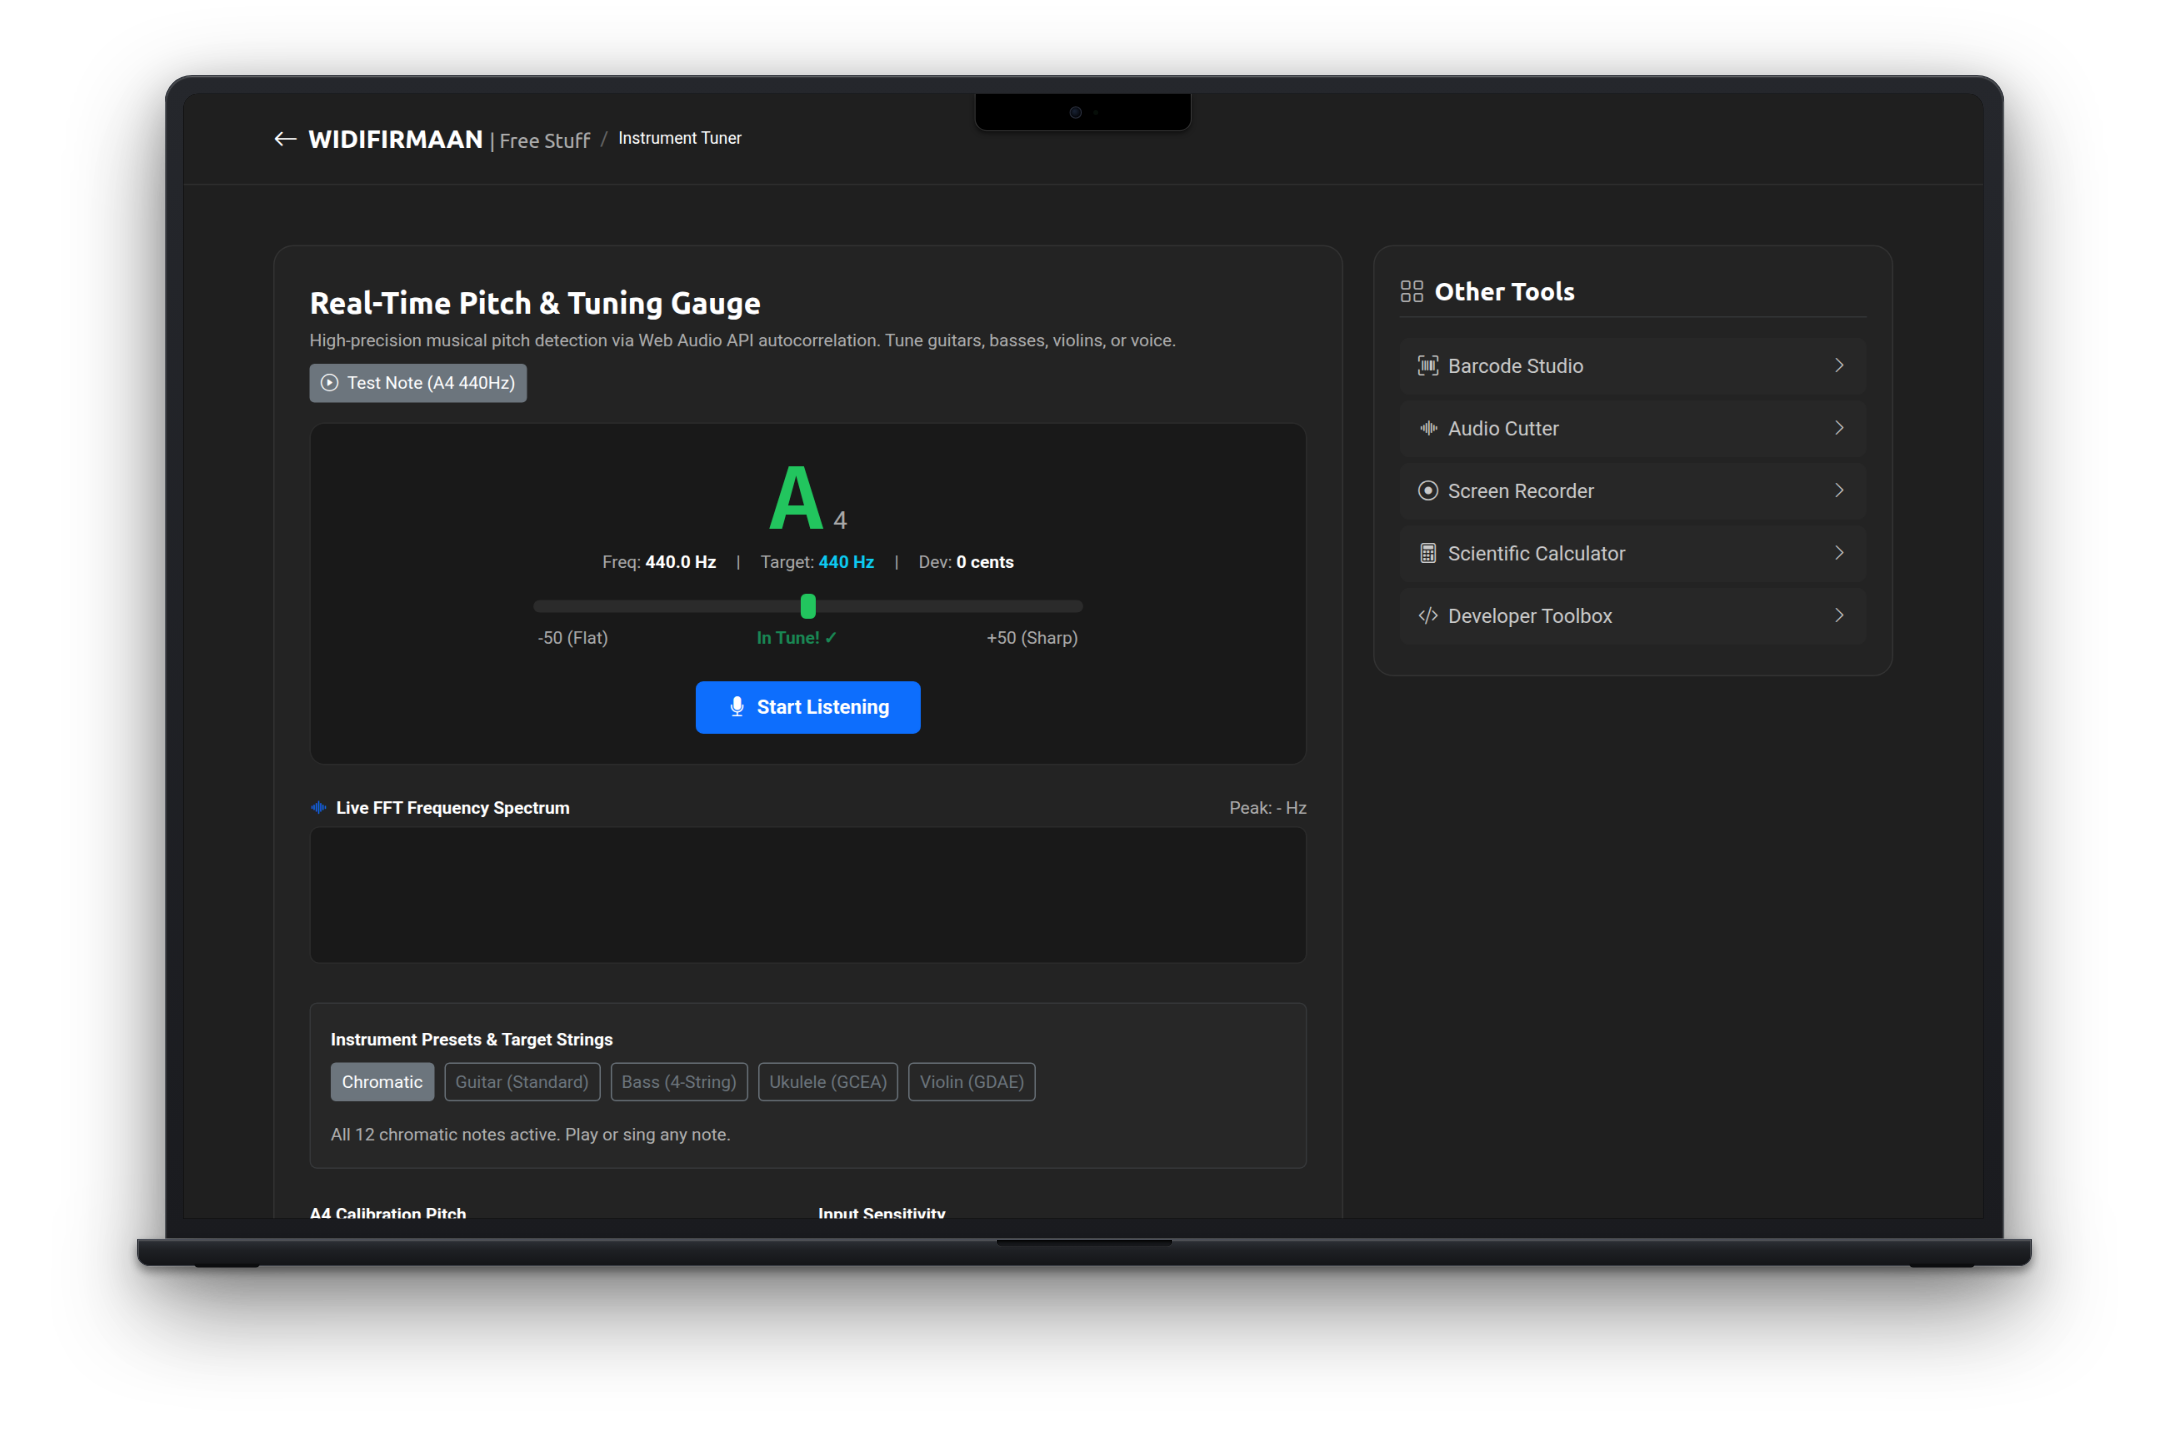 WIDIFIRMAAN | Free Stuff / Instrument Tuner
Real-Time Pitch & Tuning Gauge
High-precision musical pitch detection via Web Audio API autocorrelation. Tune guitars, basses, violins, or voice.
Test Note (A4 440Hz)
A 4
Freq: 440.0 Hz | Target: 440 Hz | Dev: 0 cents
-50 (Flat) In Tune! ✓ +50 (Sharp)
Start Listening
Live FFT Frequency Spectrum Peak: - Hz
Instrument Presets & Target Strings
Chromatic Guitar (Standard) Bass (4-String) Ukulele (GCEA) Violin (GDAE)
All 12 chromatic notes active. Play or sing any note.
A4 Calibration Pitch Input Sensitivity
Other Tools
Barcode Studio
Audio Cutter
Screen Recorder
Scientific Calculator
Developer Toolbox